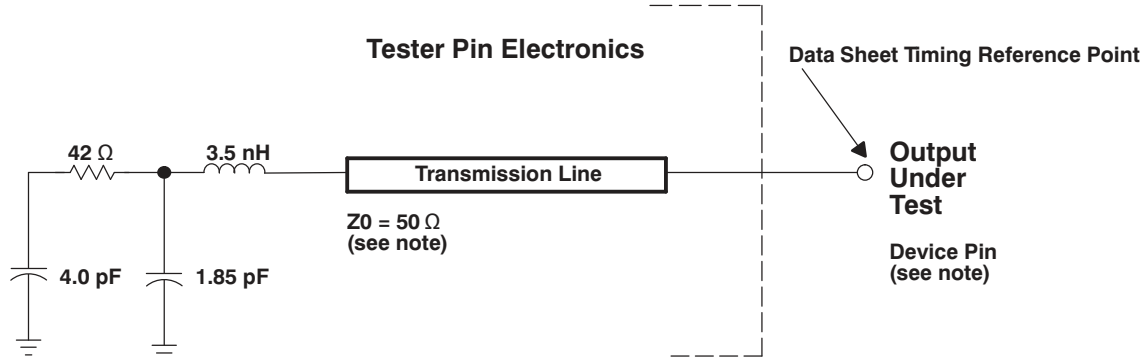 Tester Pin Electronics
Data Sheet Timing Reference Point
42 Ω
3.5 nH
Transmission Line
Output
Under
Test
Z0 = 50 Ω
(see note)
Device Pin
(see note)
4.0 pF
1.85 pF